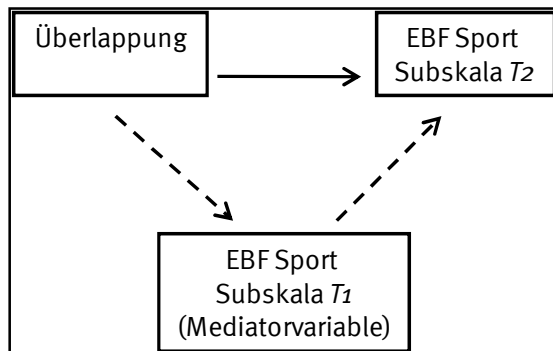 Überlappung
EBF Sport
Subskala T2
EBF Sport
Subskala T1
(Mediatorvariable)